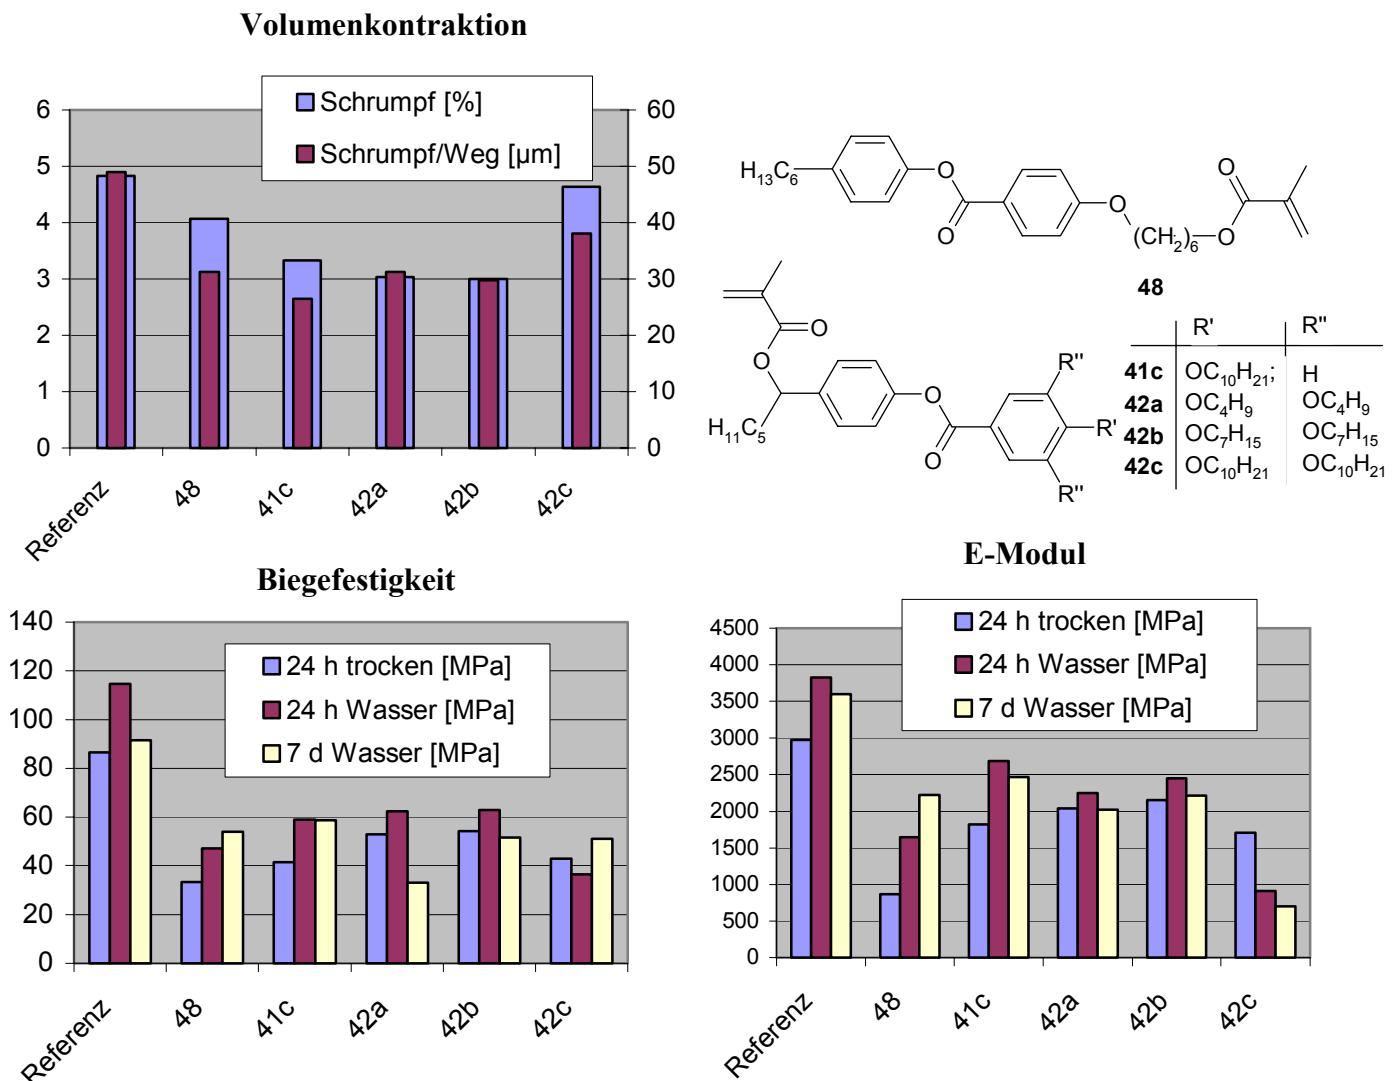 Volumenkontraktion
Schrumpf [%]
Schrumpf/Weg [µm]
6
5
4
3
2
1
0
60
50
40
30
20
10
0
Referenz
48
41c
42a
42b
42c
H13C6
O
O
O
(CH2)6
O
O
48
O
O
H11C5
O
O
R''
R'
R''
R' R''
41c OC10H21; H
42a OC4H9 OC4H9
42b OC7H15 OC7H15
42c OC10H21 OC10H21
Biegefestigkeit
24 h trocken [MPa]
24 h Wasser [MPa]
7 d Wasser [MPa]
140
120
100
80
60
40
20
0
Referenz
48
41c
42a
42b
42c
E-Modul
24 h trocken [MPa]
24 h Wasser [MPa]
7 d Wasser [MPa]
4500
4000
3500
3000
2500
2000
1500
1000
500
0
Referenz
48
41c
42a
42b
42c